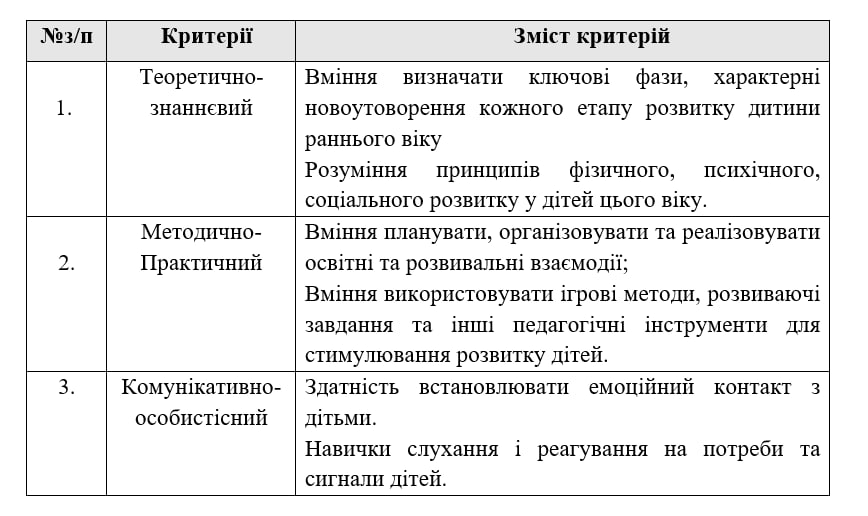 №з/п Критерії Зміст критерій
1. Теоретично-знаннєвий
Вміння визначати ключові фази, характерні
новоутворення кожного етапу розвитку дитини
раннього віку
Розуміння принципів фізичного, психічного,
соціального розвитку у дітей цього віку.
2. Методично-Практичний
Вміння планувати, організовувати та реалізовувати
освітні та розвивальні взаємодії;
Вміння використовувати ігрові методи, розвиваючі
завдання та інші педагогічні інструменти для
стимулювання розвитку дітей.
3. Комунікативно-особистісний
Здатність встановлювати емоційний контакт з
дітьми.
Навички слухання і реагування на потреби та
сигнали дітей.